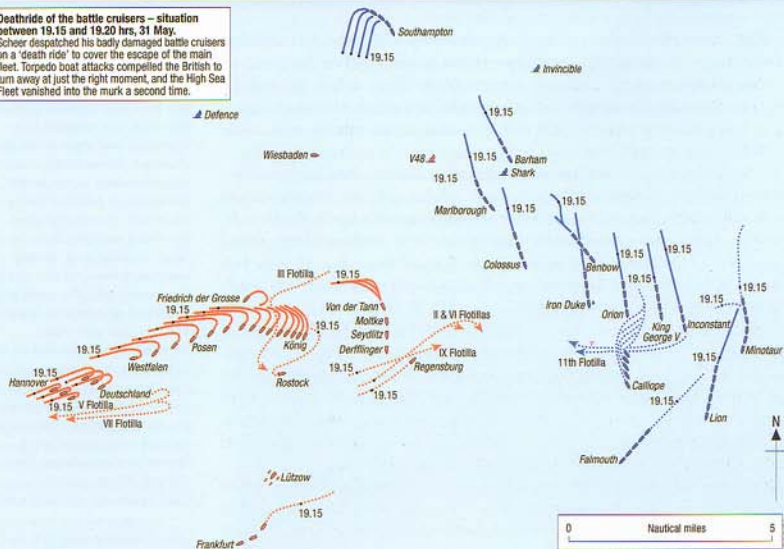 Deathride of the battle cruisers – situation
between 19.15 and 19.20 hrs, 31 May.
Scheer despatched his badly damaged battle cruisers
on a 'death ride' to cover the escape of the main
fleet. Torpedo boat attacks compelled the British to
turn away at just the right moment, and the High Sea
Fleet vanished into the murk a second time.
Southampton
19.15
Invincible
Defence
19.15
Wiesbaden
V48
19.15
Barham
Shark
19.15
Marlborough
19.15
Colossus
19.15
Benbow
19.15
19.15
19.15
III Flotilla
19.15
Friedrich der Grosse
19.15
Von der Tann
II & VI Flotillas
Iron Duke
Orion
King
George V
Inconstant
19.15
Moltke
Posen
König
19.15
Seydlitz
Derfflinger
IX Flotilla
11th Flotilla
Minotaur
19.15
Westfalen
19.15
Regensburg
19.15
Hannover
19.15
Deutschland
Rostock
19.15
Calliope
19.15
V Flotilla
19.15
VII Flotilla
Lion
Falmouth
N
Lützow
19.15
Frankfurt
0 Nautical miles 5